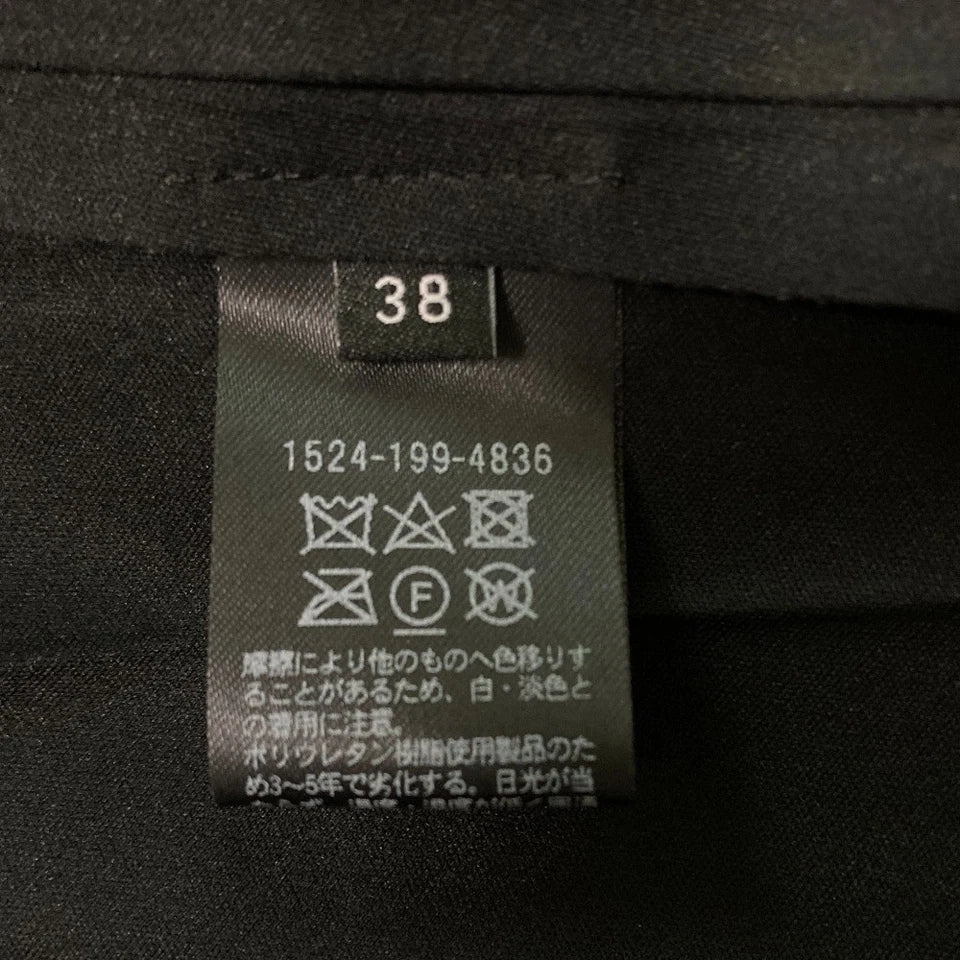 38
1524-199-4836
F
W
摩擦により他のものへ色移りす
ることがあるため、白・淡色と
の着用に注意。
ポリウレタン樹脂使用製品のた
め3～5年で劣化する。日光が当